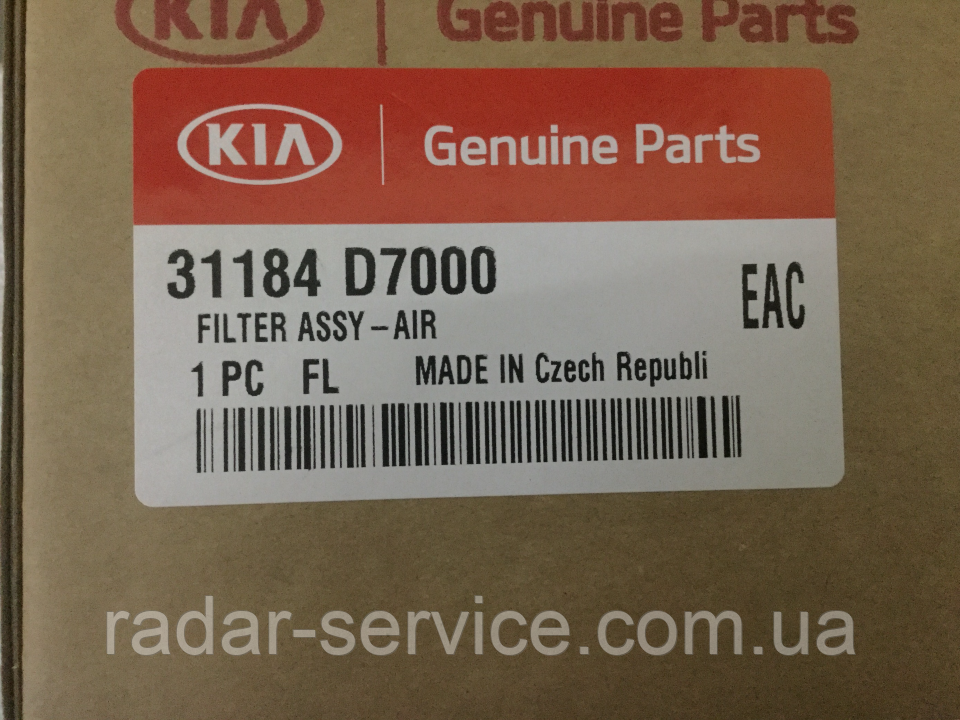 KIA Genuine Parts
KIA Genuine Parts
31184 D7000
EAC
FILTER ASSY-AIR
1 PC FL MADE IN Czech Republi
radar-service.com.ua